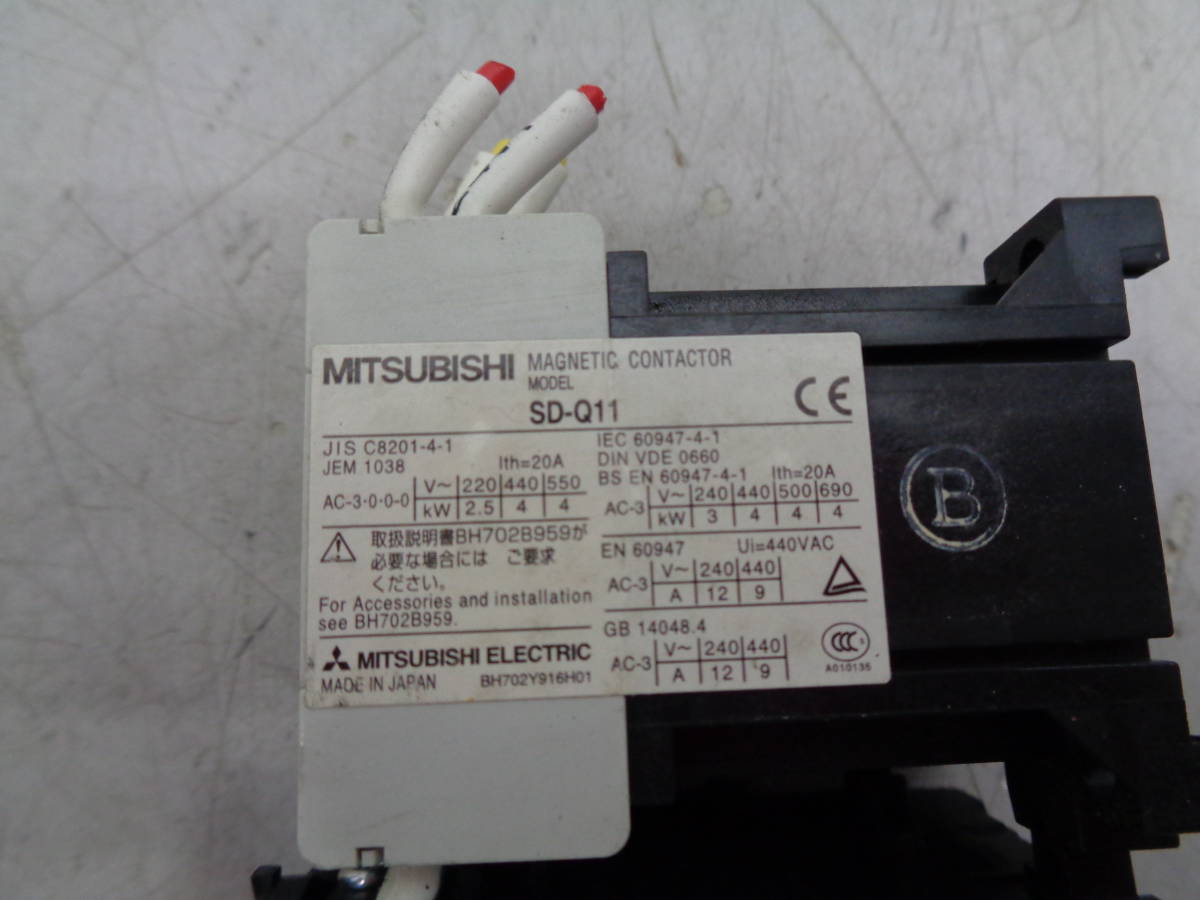 MITSUBISHI MAGNETIC CONTACTOR
MODEL
SD-Q11
CE
JIS C8201-4-1
JEM 1038
Ith=20A
AC-3·0·0-0 V~ 220 440 550
kW 2.5 4 4
取扱説明書BH702B959が
必要な場合には ご要求
ください。
For Accessories and installation
see BH702B959.
MITSUBISHI ELECTRIC
MADE IN JAPAN BH702Y916H01
IEC 60947-4-1
DIN VDE 0660
BS EN 60947-4-1 Ith=20A
AC-3 V~ 240 440 500 690
kW 3 4 4 4
EN 60947 Ui=440VAC
AC-3 V~ 240 440
A 12 9
GB 14048.4
AC-3 V~ 240 440
A 12 9
CCC S
A010135
B